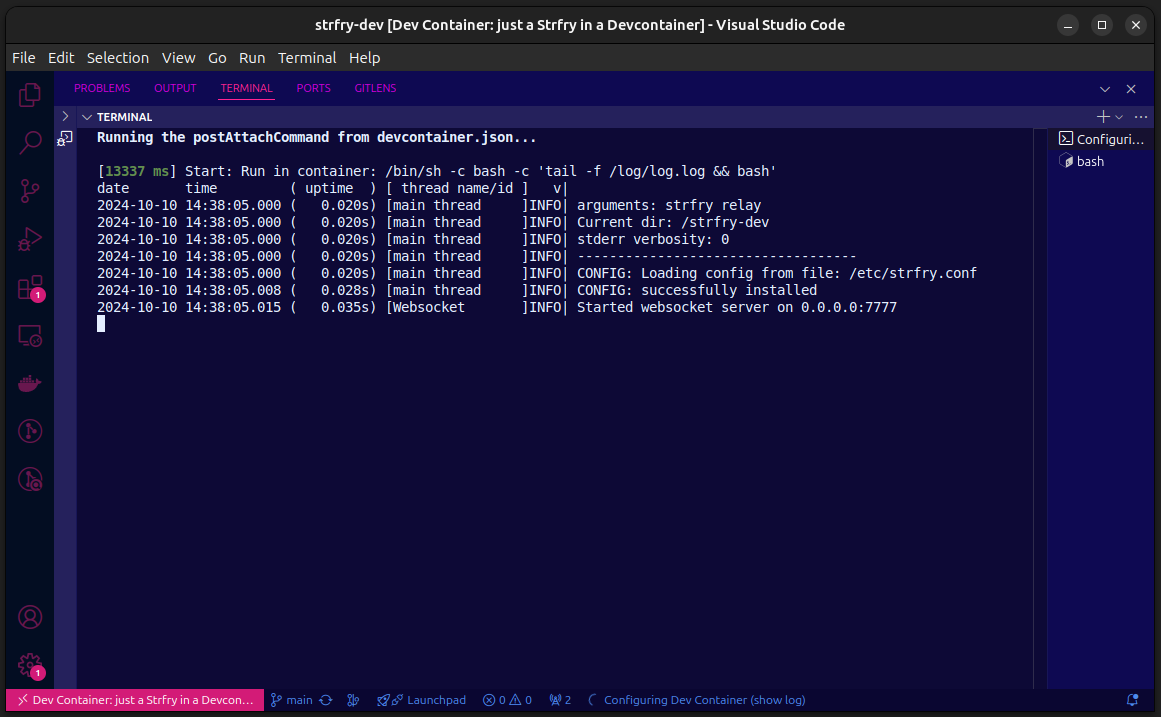 strfry-dev [Dev Container: just a Strfry in a Devcontainer] - Visual Studio Code
File Edit Selection View Go Run Terminal Help
PROBLEMS OUTPUT TERMINAL PORTS GITLENS
TERMINAL
Running the postAttachCommand from devcontainer.json...
Configuri...
bash
[13337 ms] Start: Run in container: /bin/sh -c bash -c 'tail -f /log/log.log && bash'
date       time         ( uptime  ) [ thread name/id ]   v|
2024-10-10 14:38:05.000 (   0.020s) [main thread     ]INFO| arguments: strfry relay
2024-10-10 14:38:05.000 (   0.020s) [main thread     ]INFO| Current dir: /strfry-dev
2024-10-10 14:38:05.000 (   0.020s) [main thread     ]INFO| stderr verbosity: 0
2024-10-10 14:38:05.000 (   0.020s) [main thread     ]INFO| -----------------------------------
2024-10-10 14:38:05.000 (   0.020s) [main thread     ]INFO| CONFIG: Loading config from file: /etc/strfry.conf
2024-10-10 14:38:05.008 (   0.028s) [main thread     ]INFO| CONFIG: successfully installed
2024-10-10 14:38:05.015 (   0.035s) [Websocket       ]INFO| Started websocket server on 0.0.0.0:7777
1
1
Dev Container: just a Strfry in a Devcon... main Launchpad 0 0 2 Configuring Dev Container (show log)